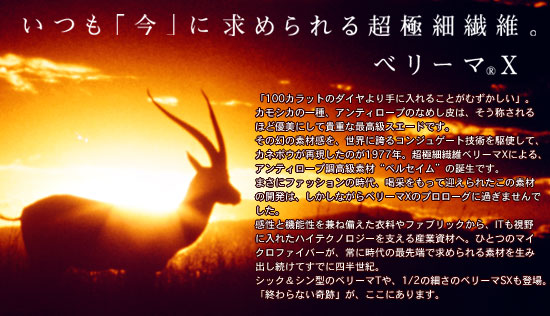 いつも「今」に求められる超極細繊維。
ベリーマ®X
「100カラットのダイヤより手に入れることがむずかしい」。
カモシカの一種、アンティロープのなめし皮は、そう称される
ほど優美にして貴重な最高級スエードです。
その幻の素材感を、世界に誇るコンジュゲート技術を駆使して、
カネボウが再現したのが1977年。超極細繊維ベリーマXによる、
アンティロープ調高級素材“ベルセイム”の誕生です。
まさにファッションの時代、喝采をもって迎えられたこの素材
の開発は、しかしながらベリーマXのプロローグに過ぎませんで
した。
感性と機能性を兼ね備えた衣料やファブリックから、ITも視野
に入れたハイテクノロジーを支える産業資材へ。ひとつのマイ
クロファイバーが、常に時代の最先端で求められる素材を生み
出し続けてすでに四半世紀。
シック＆シン型のベリーマTや、1/2の細さのベリーマSXも登場。
「終わらない奇跡」が、ここにあります。